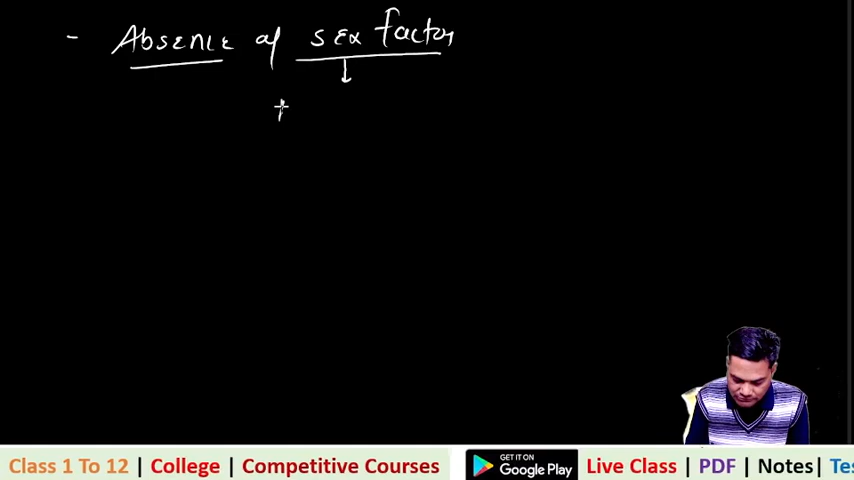 - Absence of sex factor
+
Class 1 To 12 | College | Competitive Courses GET IT ON Google Play Live Class | PDF | Notes| Tes